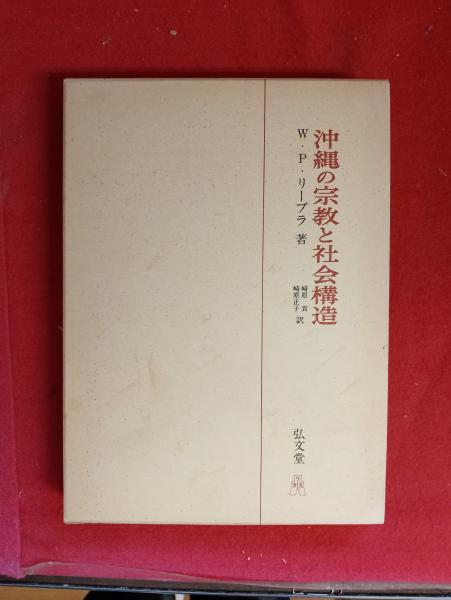 沖縄の宗教と社会構造
W・P・リーブラ 著
崎原 貢
崎原正子 訳
弘文堂